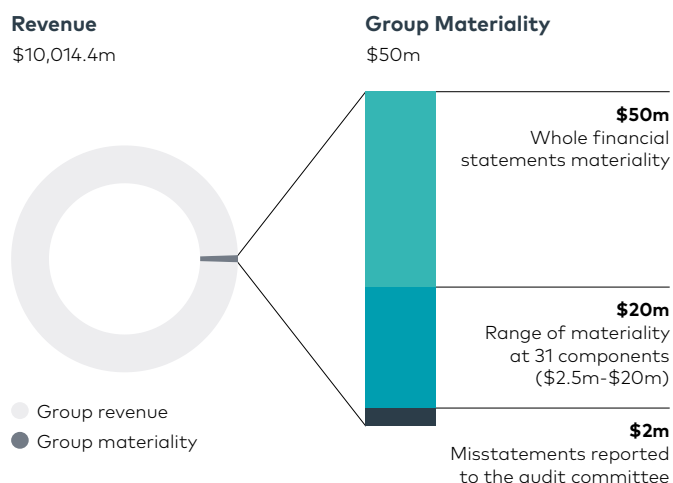 Revenue
$10,014.4m
Group Materiality
$50m
$50m
Whole financial
statements materiality
$20m
Range of materiality
at 31 components
($2.5m-$20m)
$2m
Misstatements reported
to the audit committee
Group revenue
Group materiality